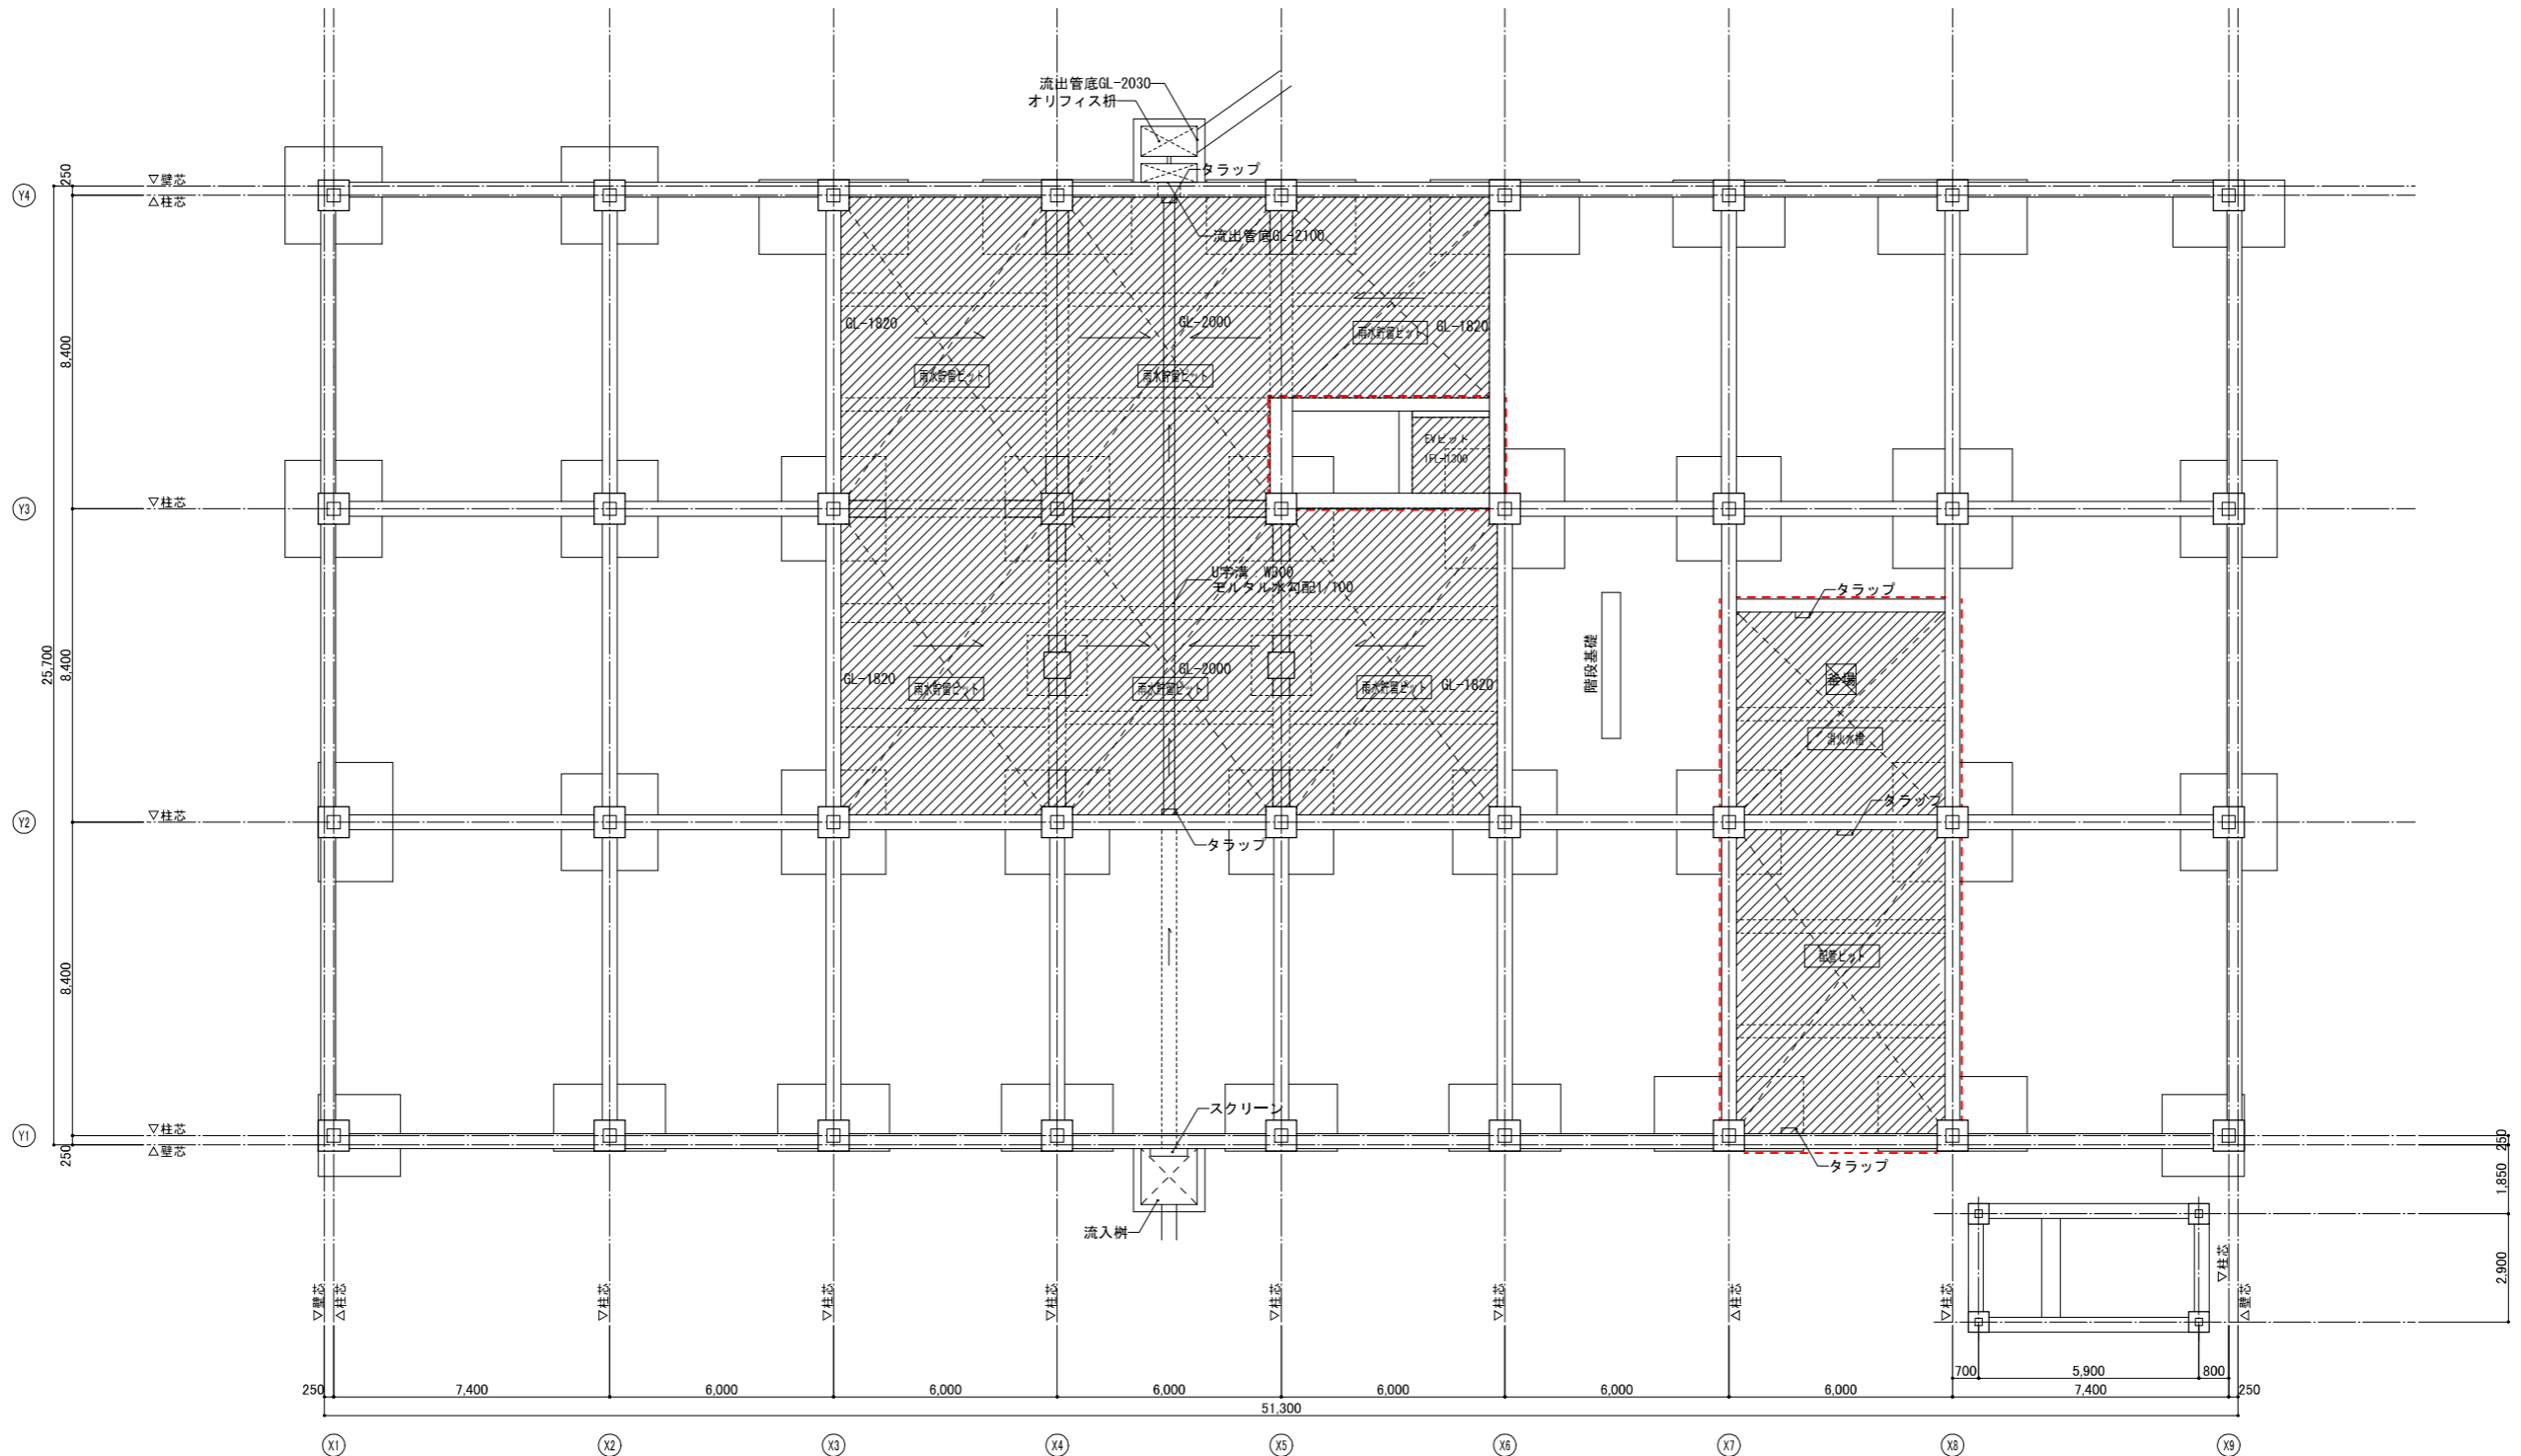 流出管底GL-2030
オリフィス枡
タラップ
流出管底GL-2100
250
▽壁芯
△柱芯
Y4
8,400
GL-1820
GL-2000
雨水貯留ピット
GL-1820
雨水貯留ピット
雨水貯留ピット
EVピット
1FL-1300
Y3
▽柱芯
U字溝 W300
モルタル水勾配1/100
タラップ
25,700
8,400
階段基礎
GL-1820
GL-2000
雨水貯留ピット
雨水貯留ピット
雨水貯留ピット
GL-1820
釜場
消火水槽
タラップ
Y2
▽柱芯
タラップ
8,400
配管ピット
スクリーン
Y1
▽柱芯
△壁芯
250
タラップ
250
1,850
2,900
流入桝
▽壁芯
△柱芯
▽柱芯
▽柱芯
▽柱芯
▽柱芯
▽柱芯
△柱芯
▽柱芯
▽柱芯
△壁芯
700
5,900
800
250
7,400
6,000
6,000
6,000
6,000
6,000
6,000
7,400
250
51,300
X1
X2
X3
X4
X5
X6
X7
X8
X9